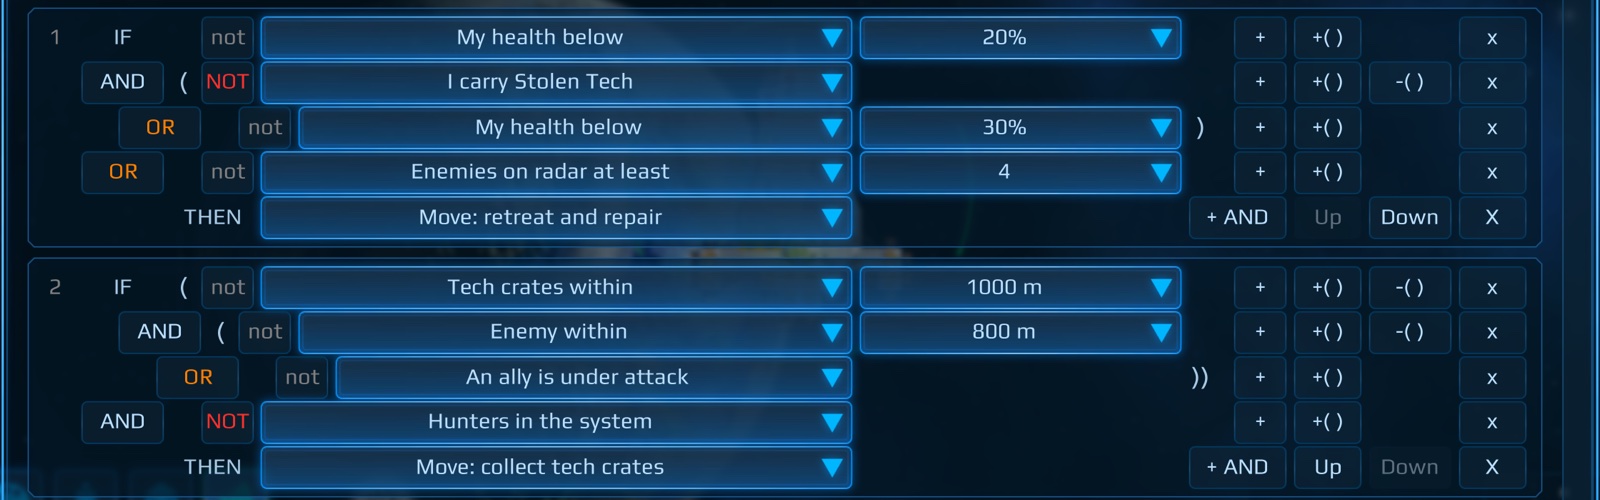 1 IF not My health below 20% + +( ) x
AND ( NOT I carry Stolen Tech + +( ) -( ) x
OR not My health below 30% ) + +( ) x
OR not Enemies on radar at least 4 + +( ) x
THEN Move: retreat and repair + AND Up Down X
2 IF ( not Tech crates within 1000 m + +( ) -( ) x
AND ( not Enemy within 800 m + +( ) -( ) x
OR not An ally is under attack )) + +( ) x
AND NOT Hunters in the system + +( ) x
THEN Move: collect tech crates + AND Up Down X